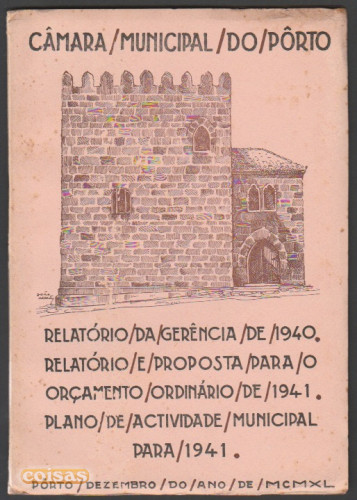 CÂMARA/MUNICIPAL/DO/PÔRTO
RELATÓRIO/DA/GERÊNCIA/DE/1940.
RELATÓRIO/E/PROPOSTA/PARA/O
ORÇAMENTO/ORDINÁRIO/DE/1941.
PLANO/DE/ACTIVIDADE/MUNICIPAL
PARA/1941.
PÔRTO/DEZEMBRO/DO/ANO/DE/MCMXL
coisas